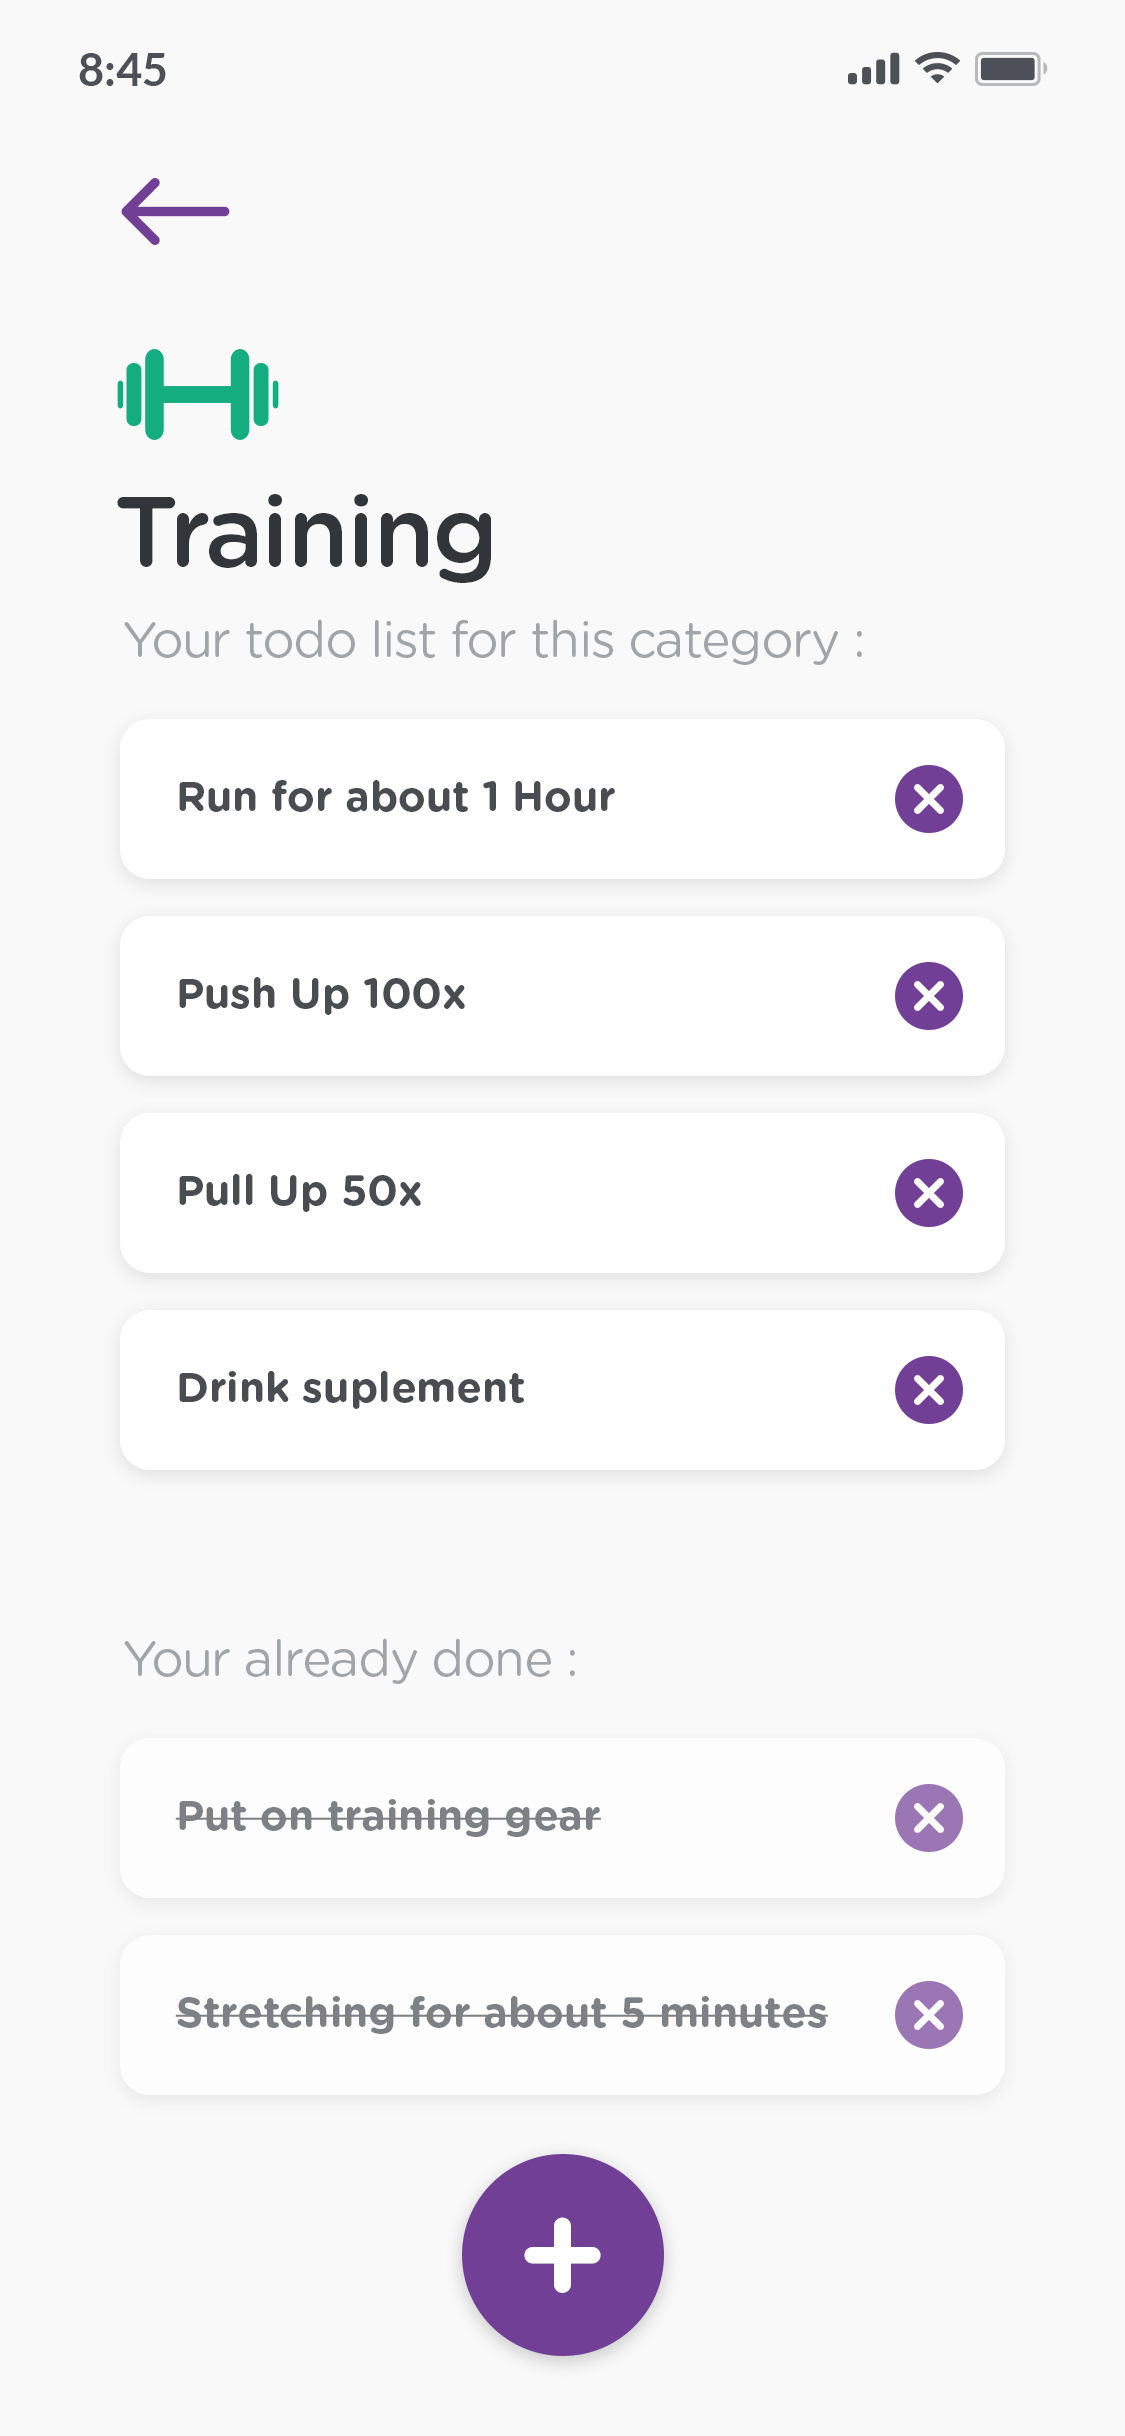 8:45
Training
Your todo list for this category :
Run for about 1 Hour
Push Up 100x
Pull Up 50x
Drink suplement
Your already done :
Put on training gear
Stretching for about 5 minutes